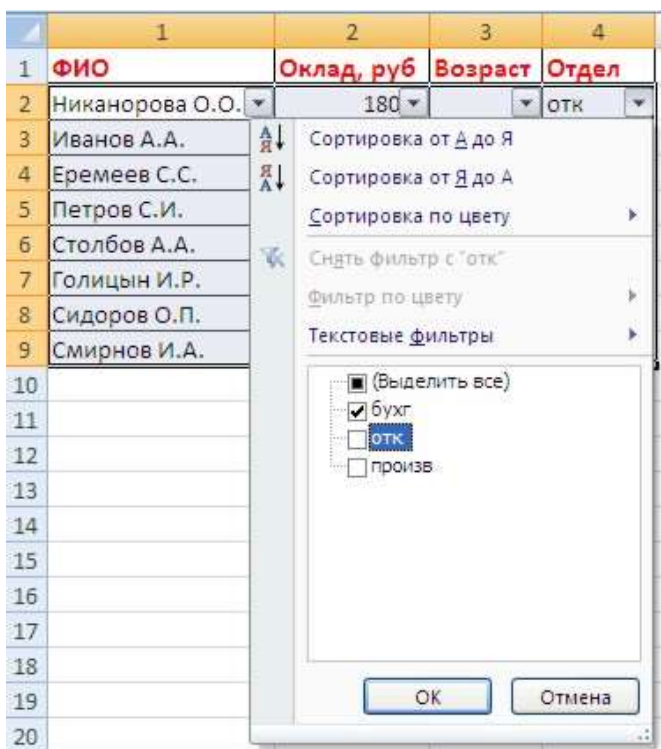 1 2 3 4
1 ФИО Оклад, руб Возраст Отдел
2 Никанорова О.О. 180 отк
3 Иванов А.А.
4 Еремеев С.С.
5 Петров С.И.
6 Столбов А.А.
7 Голицын И.Р.
8 Сидоров О.П.
9 Смирнов И.А.
10
11
12
13
14
15
16
17
18
19
20
Сортировка от А до Я
Сортировка от Я до А
Сортировка по цвету
Снять фильтр с "отк"
Фильтр по цвету
Текстовые фильтры
(Выделить все)
бухг
отк
произв
ОК Отмена